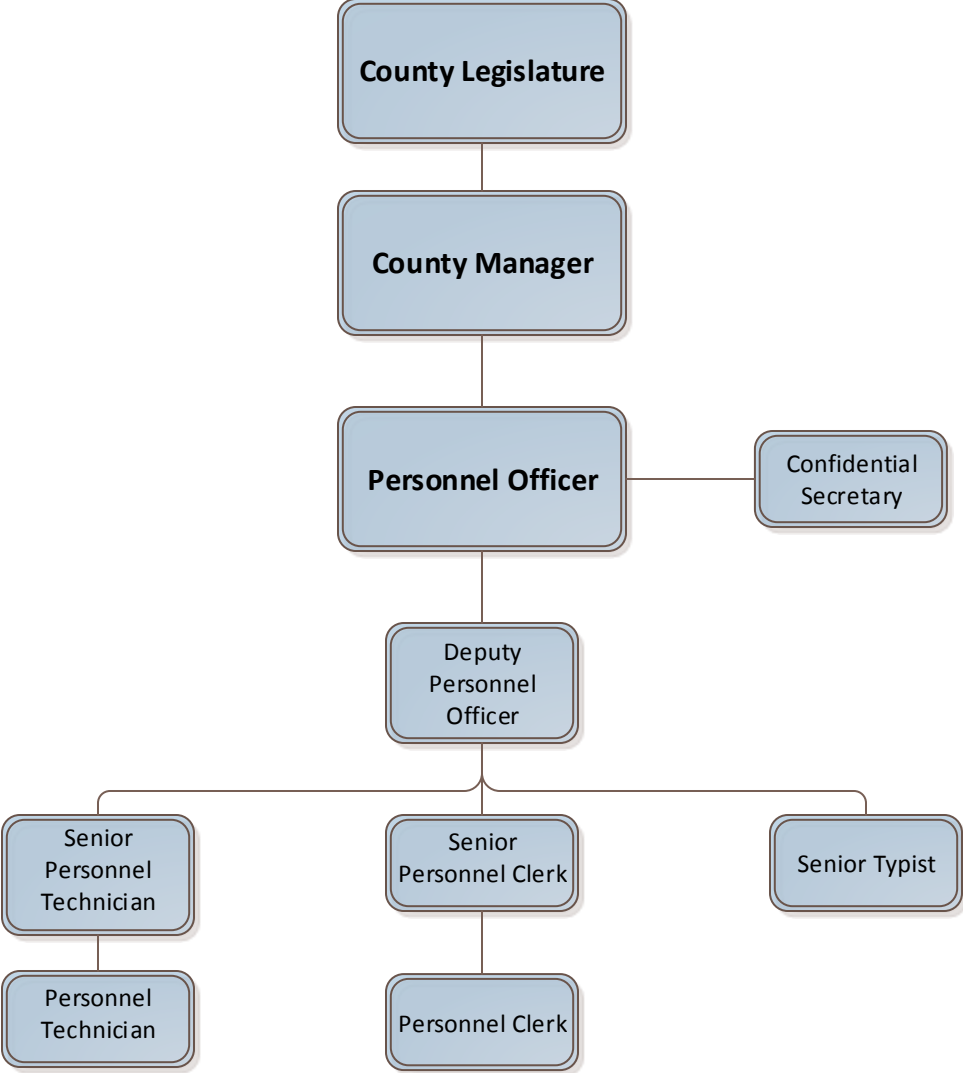 County Legislature
County Manager
Personnel Officer
Confidential
Secretary
Deputy
Personnel
Officer
Senior
Personnel
Technician
Senior
Personnel Clerk
Senior Typist
Personnel
Technician
Personnel Clerk